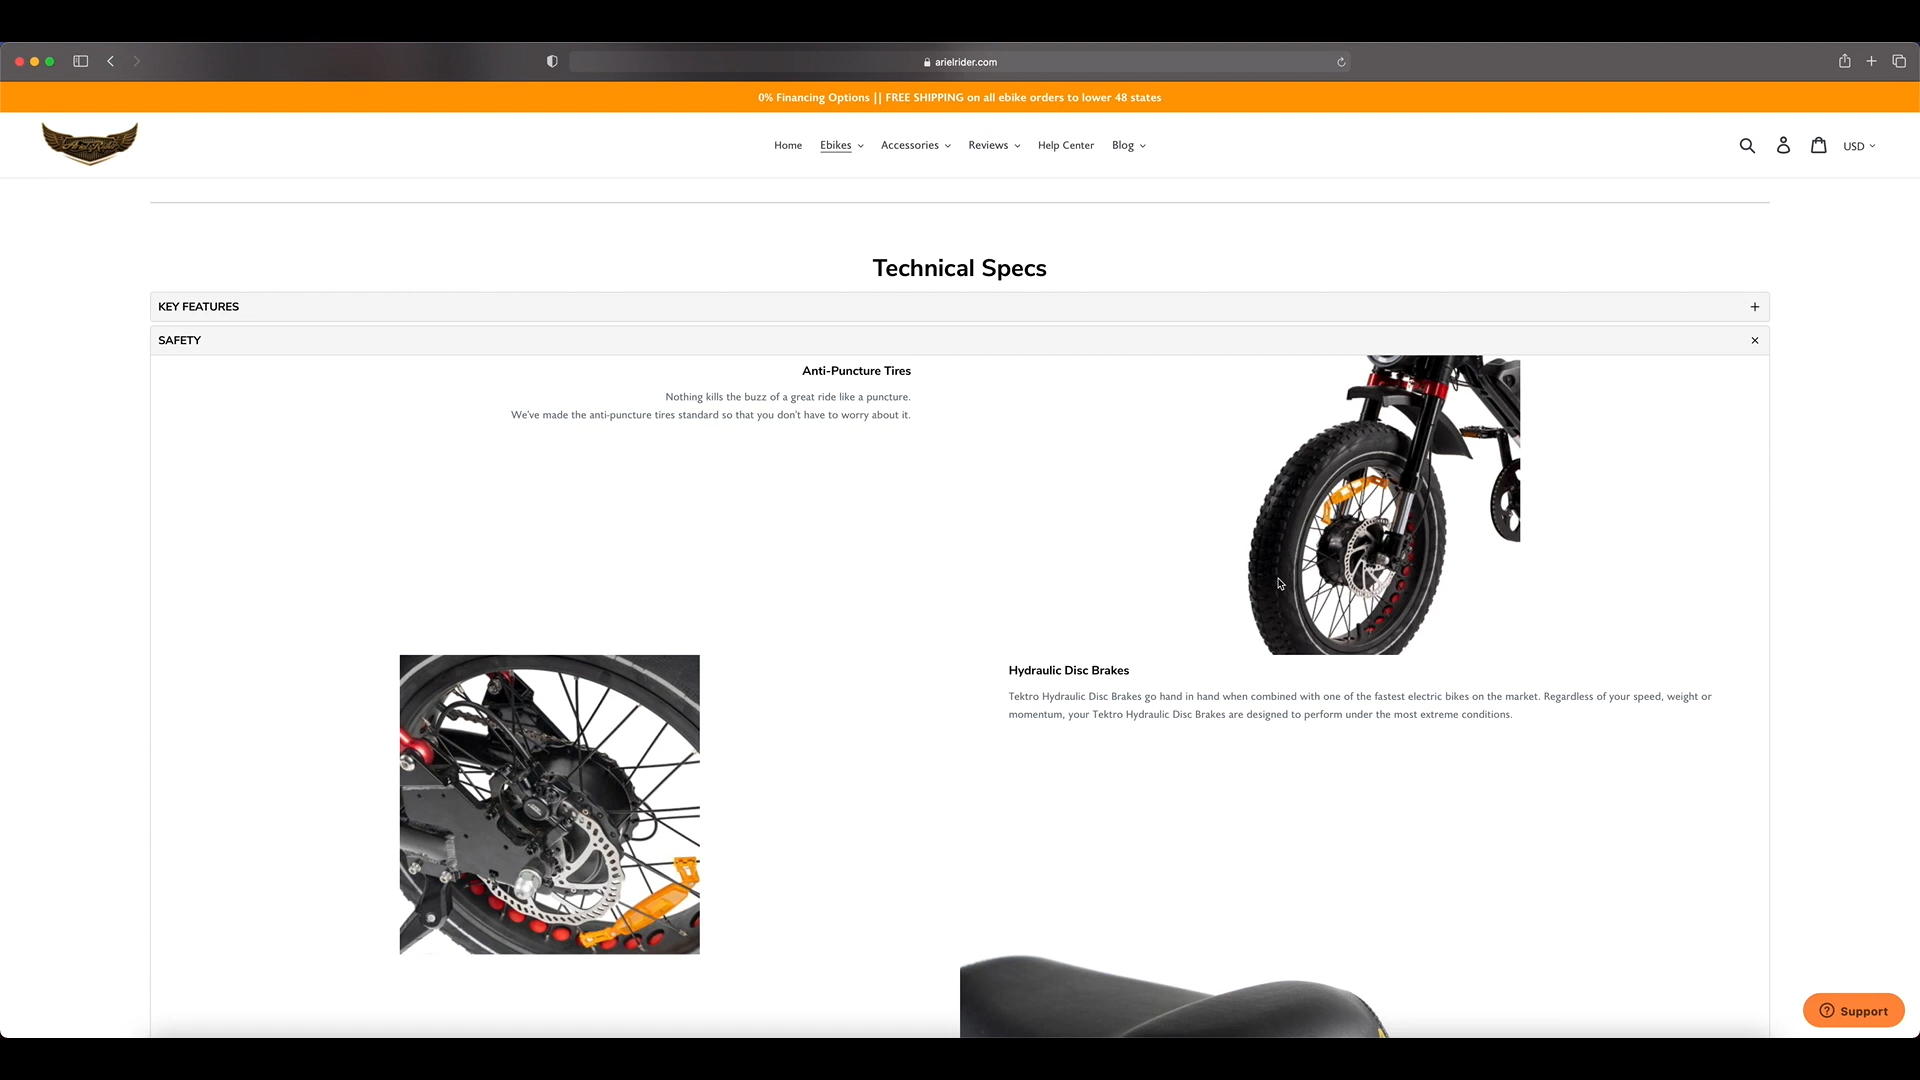 arielrider.com
0% Financing Options || FREE SHIPPING on all ebike orders to lower 48 states
Ariel Rider
Home Ebikes Accessories Reviews Help Center Blog USD
Technical Specs
KEY FEATURES
SAFETY
Anti-Puncture Tires
Nothing kills the buzz of a great ride like a puncture.
We've made the anti-puncture tires standard so that you don't have to worry about it.
Hydraulic Disc Brakes
Tektro Hydraulic Disc Brakes go hand in hand when combined with one of the fastest electric bikes on the market. Regardless of your speed, weight or
momentum, your Tektro Hydraulic Disc Brakes are designed to perform under the most extreme conditions.
Support